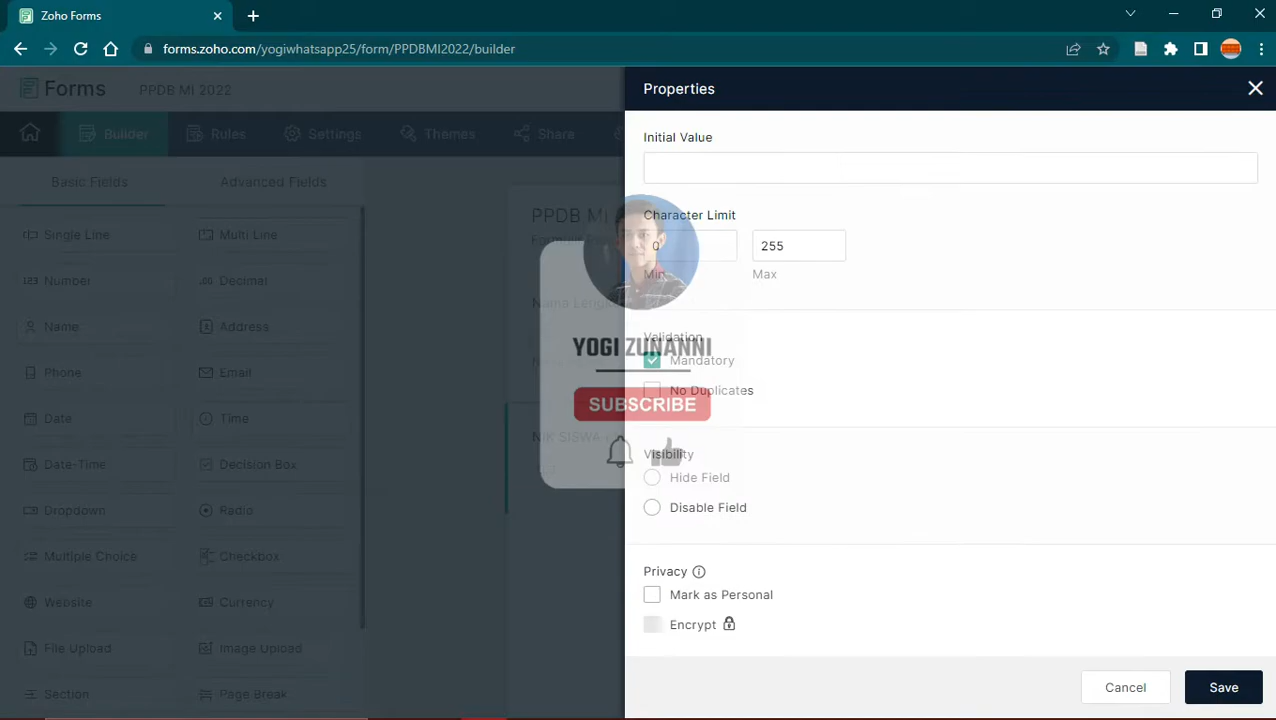 Zoho Forms
forms.zoho.com/yogiwhatsapp25/form/PPDBMI2022/builder
Forms
PPDB MI 2022
Builder
Rules
Settings
Themes
Share
Basic Fields
Advanced Fields
Single Line
Multi Line
Number
Decimal
Name
Address
Phone
Email
Date
Time
Date-Time
Decision Box
Dropdown
Radio
Multiple Choice
Checkbox
Website
Currency
File Upload
Image Upload
Section
Page Break
PPDB MI
NIK SISWA
YOGI ZUNANNI
SUBSCRIBE
Properties
Initial Value
Character Limit
0
255
Min
Max
Validation
Mandatory
No Duplicates
Visibility
Hide Field
Disable Field
Privacy
Mark as Personal
Encrypt
Cancel
Save